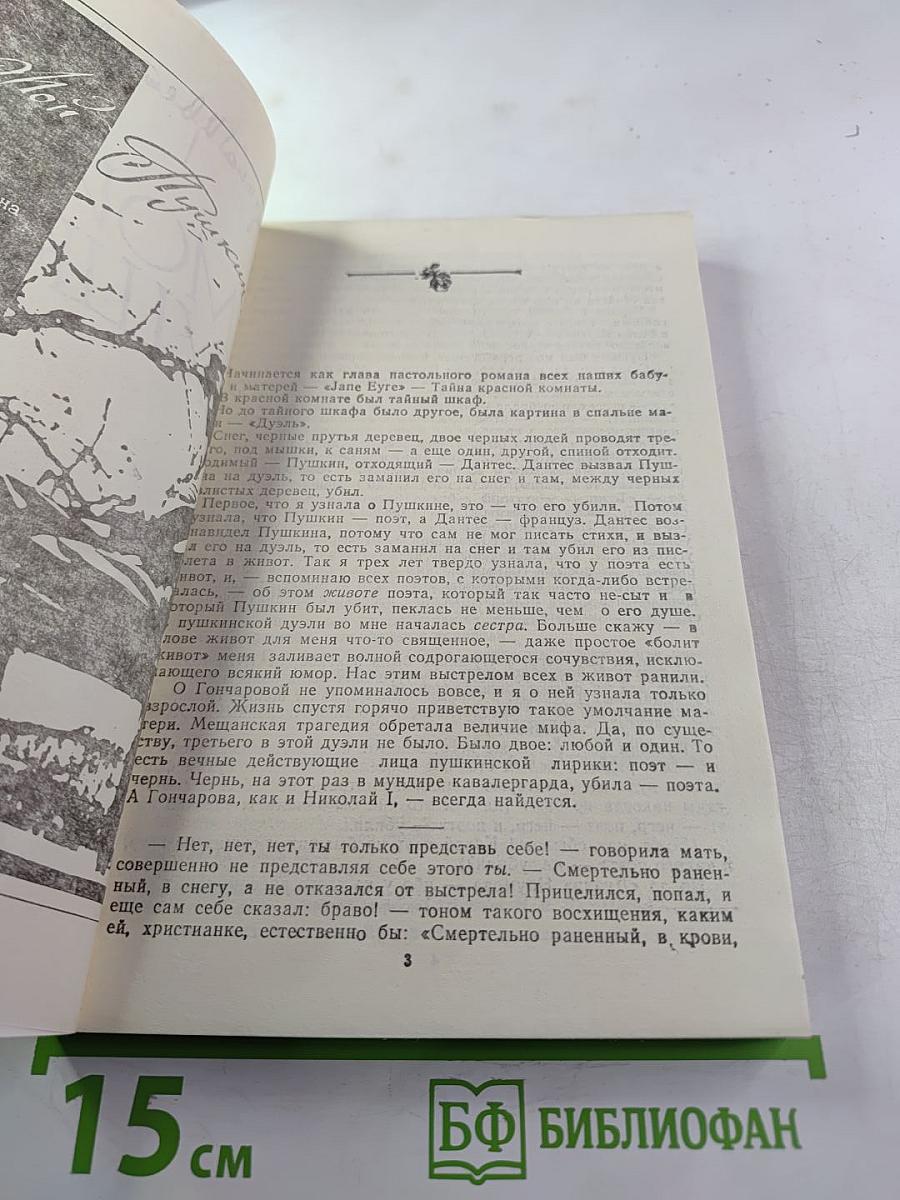 Мой
Пушкин
на
Начинается как глава настольного романа всех наших бабу-
и матерей — «Jane Eyre» — Тайна красной комнаты.
В красной комнате был тайный шкаф.
Но до тайного шкафа было другое, была картина в спальне ма-
и — «Дуэль».
Снег, черные прутья деревец, двое черных людей проводят тре-
го, под мышки, к саням — а еще один, другой, спиной отходит.
одимый — Пушкин, отходящий — Дантес. Дантес вызвал Пуш-
на на дуэль, то есть заманил его на снег и там, между черных
листых деревец, убил.
Первое, что я узнала о Пушкине, это — что его убили. Потом
узнала, что Пушкин — поэт, а Дантес — француз. Дантес воз-
навидел Пушкина, потому что сам не мог писать стихи, и выз-
л его на дуэль, то есть заманил на снег и там убил его из пис-
лета в живот. Так я трех лет твердо узнала, что у поэта есть
живот, и, — вспоминаю всех поэтов, с которыми когда-либо встре-
алась, — об этом животе поэта, который так часто не-сыт и в
который Пушкин был убит, пеклась не меньше, чем о его душе.
пушкинской дуэли во мне началась сестра. Больше скажу — в
лове живот для меня что-то священное, — даже простое «болит
живот» меня заливает волной содрогающегося сочувствия, исклю-
чающего всякий юмор. Нас этим выстрелом всех в живот ранили.
О Гончаровой не упоминалось вовсе, и я о ней узнала только
взрослой. Жизнь спустя горячо приветствую такое умолчание ма-
тери. Мещанская трагедия обретала величие мифа. Да, по суще-
ству, третьего в этой дуэли не было. Было двое: любой и один. То
есть вечные действующие лица пушкинской лирики: поэт — и
чернь. Чернь, на этот раз в мундире кавалергарда, убила — поэта.
А Гончарова, как и Николай I, — всегда найдется.
— Нет, нет, нет, ты только представь себе! — говорила мать,
совершенно не представляя себе этого ты. — Смертельно ранен-
ный, в снегу, а не отказался от выстрела! Прицелился, попал, и
еще сам себе сказал: браво! — тоном такого восхищения, каким
ей, христианке, естественно бы: «Смертельно раненный, в крови,
3
15 см
БФ БИБЛИОФАН